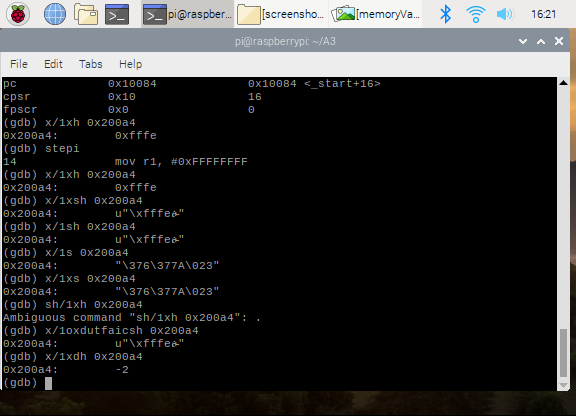 pi@raspber...
[screensho...
[memoryVa...
16:21
pi@raspberrypi: ~/A3
File Edit Tabs Help
pc 0x10084 0x10084 <_start+16>
cpsr 0x10 16
fpscr 0x0 0
(gdb) x/1xh 0x200a4
0x200a4: 0xfffe
(gdb) stepi
14 mov r1, #0xFFFFFFFF
(gdb) x/1xh 0x200a4
0x200a4: 0xfffe
(gdb) x/1xsh 0x200a4
0x200a4:
(gdb) x/1sh 0x200a4
0x200a4:
(gdb) x/1s 0x200a4
0x200a4: "\376\377A\023"
(gdb) x/1xs 0x200a4
0x200a4: "\376\377A\023"
(gdb) sh/1xh 0x200a4
Ambiguous command "sh/1xh 0x200a4": .
(gdb) x/1oxdutfaicsh 0x200a4
0x200a4:
(gdb) x/1xdh 0x200a4
0x200a4: -2
(gdb)